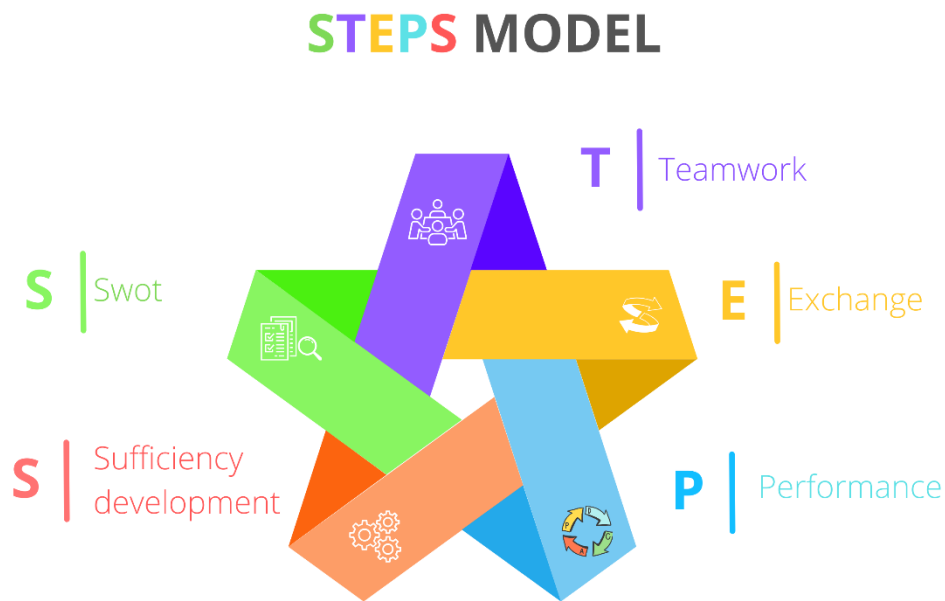 STEPS MODEL
T
Teamwork
S
Swot
E
Exchange
S
Sufficiency
development
P
Performance
P
D
C
A